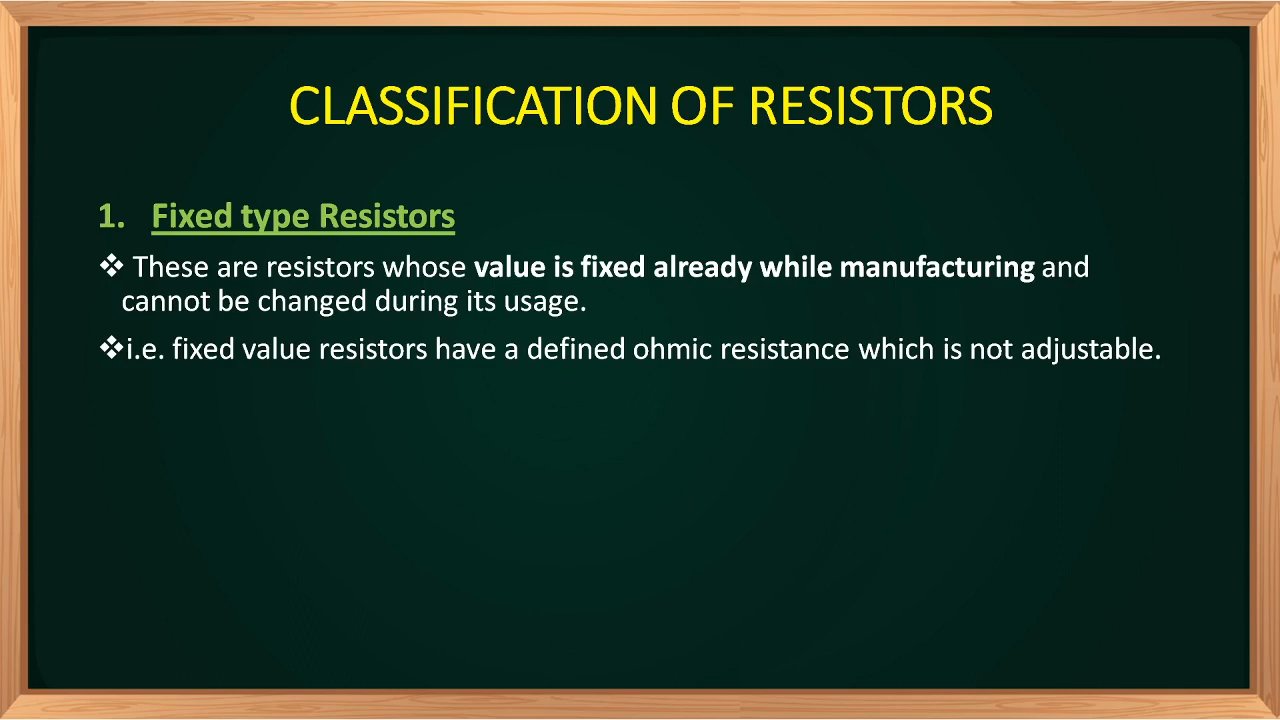 CLASSIFICATION OF RESISTORS
1. Fixed type Resistors
❖ These are resistors whose value is fixed already while manufacturing and
cannot be changed during its usage.
❖i.e. fixed value resistors have a defined ohmic resistance which is not adjustable.